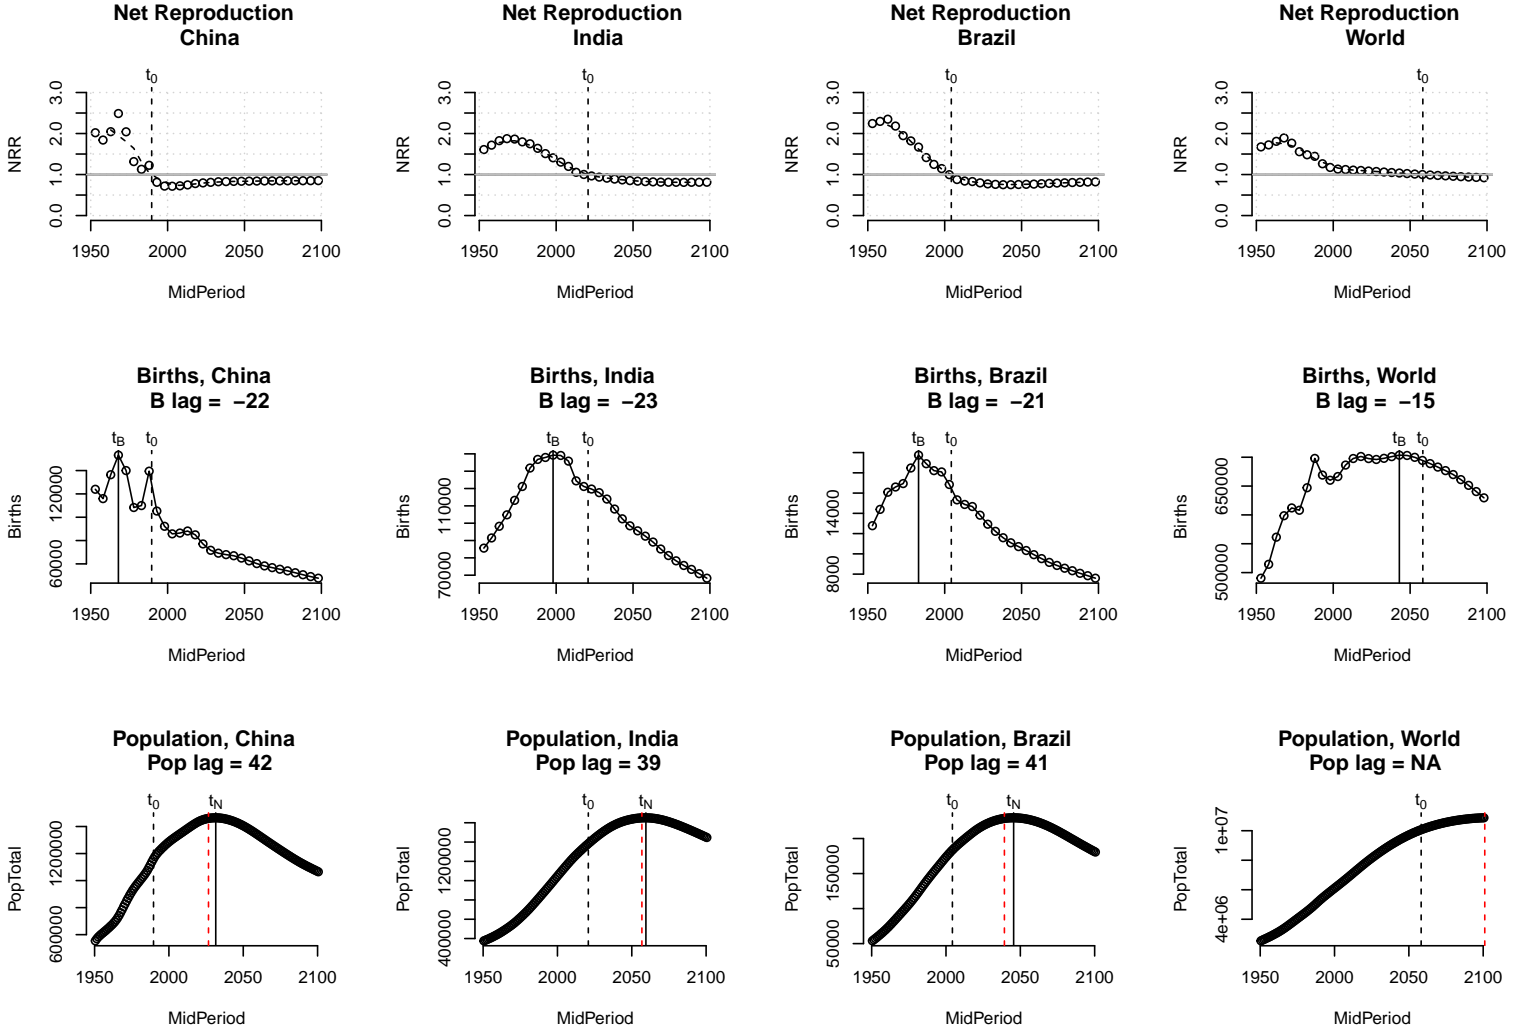 Net Reproduction
China
t0
NRR
3.0
2.0
1.0
0.0
1950 2000 2050 2100
MidPeriod
Net Reproduction
India
t0
NRR
3.0
2.0
1.0
0.0
1950 2000 2050 2100
MidPeriod
Net Reproduction
Brazil
t0
NRR
3.0
2.0
1.0
0.0
1950 2000 2050 2100
MidPeriod
Net Reproduction
World
t0
NRR
3.0
2.0
1.0
0.0
1950 2000 2050 2100
MidPeriod
Births, China
B lag = −22
tB t0
Births
120000
60000
1950 2000 2050 2100
MidPeriod
Births, India
B lag = −23
tB t0
Births
110000
70000
1950 2000 2050 2100
MidPeriod
Births, Brazil
B lag = −21
tB t0
Births
14000
8000
1950 2000 2050 2100
MidPeriod
Births, World
B lag = −15
tB t0
Births
650000
500000
1950 2000 2050 2100
MidPeriod
Population, China
Pop lag = 42
t0 tN
PopTotal
1200000
600000
1950 2000 2050 2100
MidPeriod
Population, India
Pop lag = 39
t0 tN
PopTotal
1200000
400000
1950 2000 2050 2100
MidPeriod
Population, Brazil
Pop lag = 41
t0 tN
PopTotal
150000
50000
1950 2000 2050 2100
MidPeriod
Population, World
Pop lag = NA
t0
PopTotal
1e+07
4e+06
1950 2000 2050 2100
MidPeriod